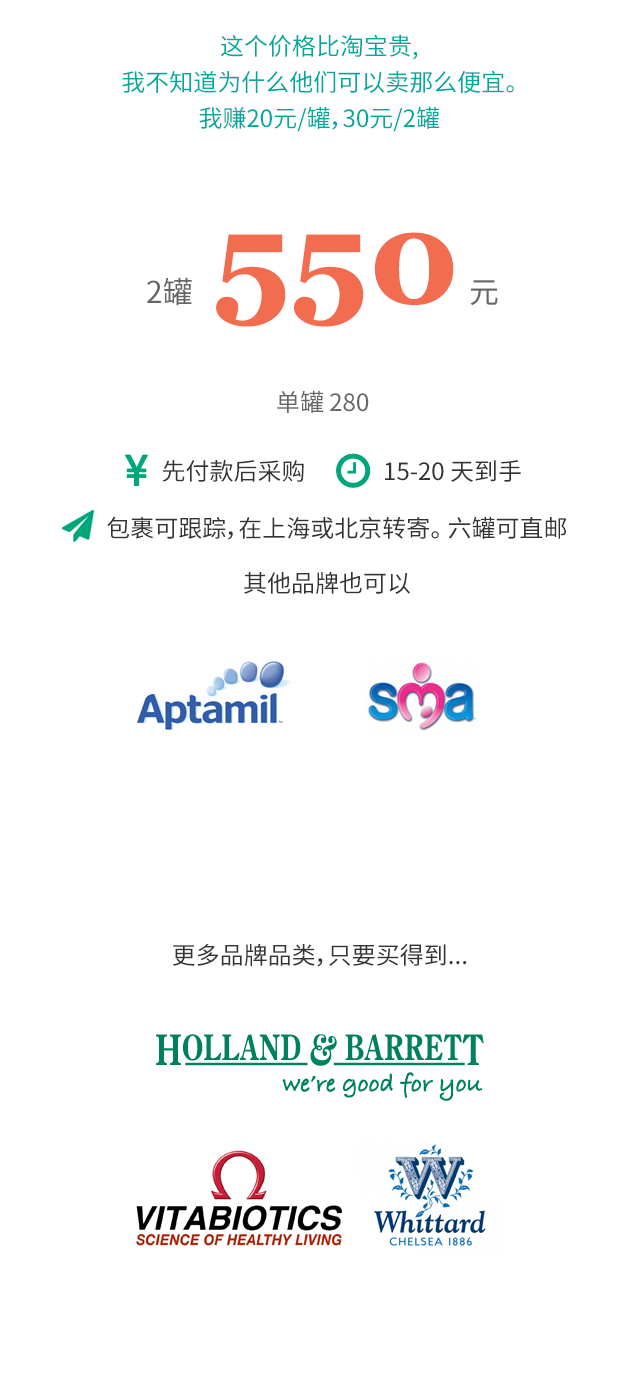 这个价格比淘宝贵,
我不知道为什么他们可以卖那么便宜。
我赚20元/罐，30元/2罐
2罐 550 元
单罐 280
¥ 先付款后采购 15-20 天到手
包裹可跟踪，在上海或北京转寄。六罐可直邮
其他品牌也可以
Aptamil sma
更多品牌品类，只要买得到...
HOLLAND & BARRETT
we're good for you
W
VITABIOTICS Whittard
SCIENCE OF HEALTHY LIVING CHELSEA 1886